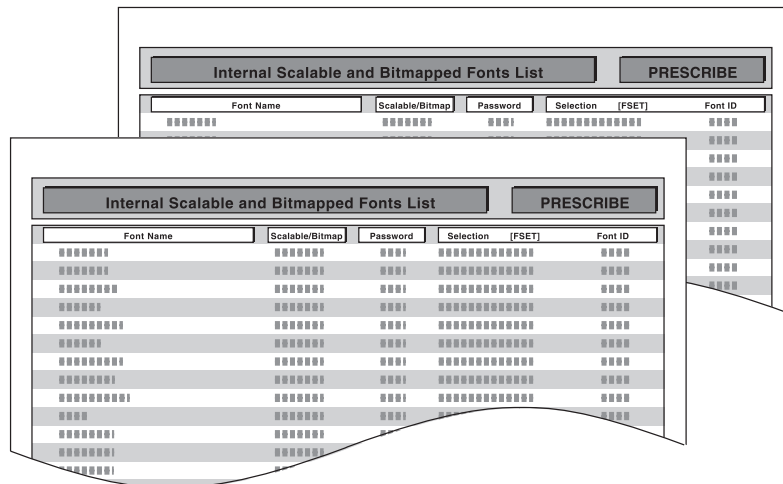 Internal Scalable and Bitmapped Fonts List PRESCRIBE
Font Name Scalable/Bitmap Password Selection [FSET] Font ID
Internal Scalable and Bitmapped Fonts List PRESCRIBE
Font Name Scalable/Bitmap Password Selection [FSET] Font ID